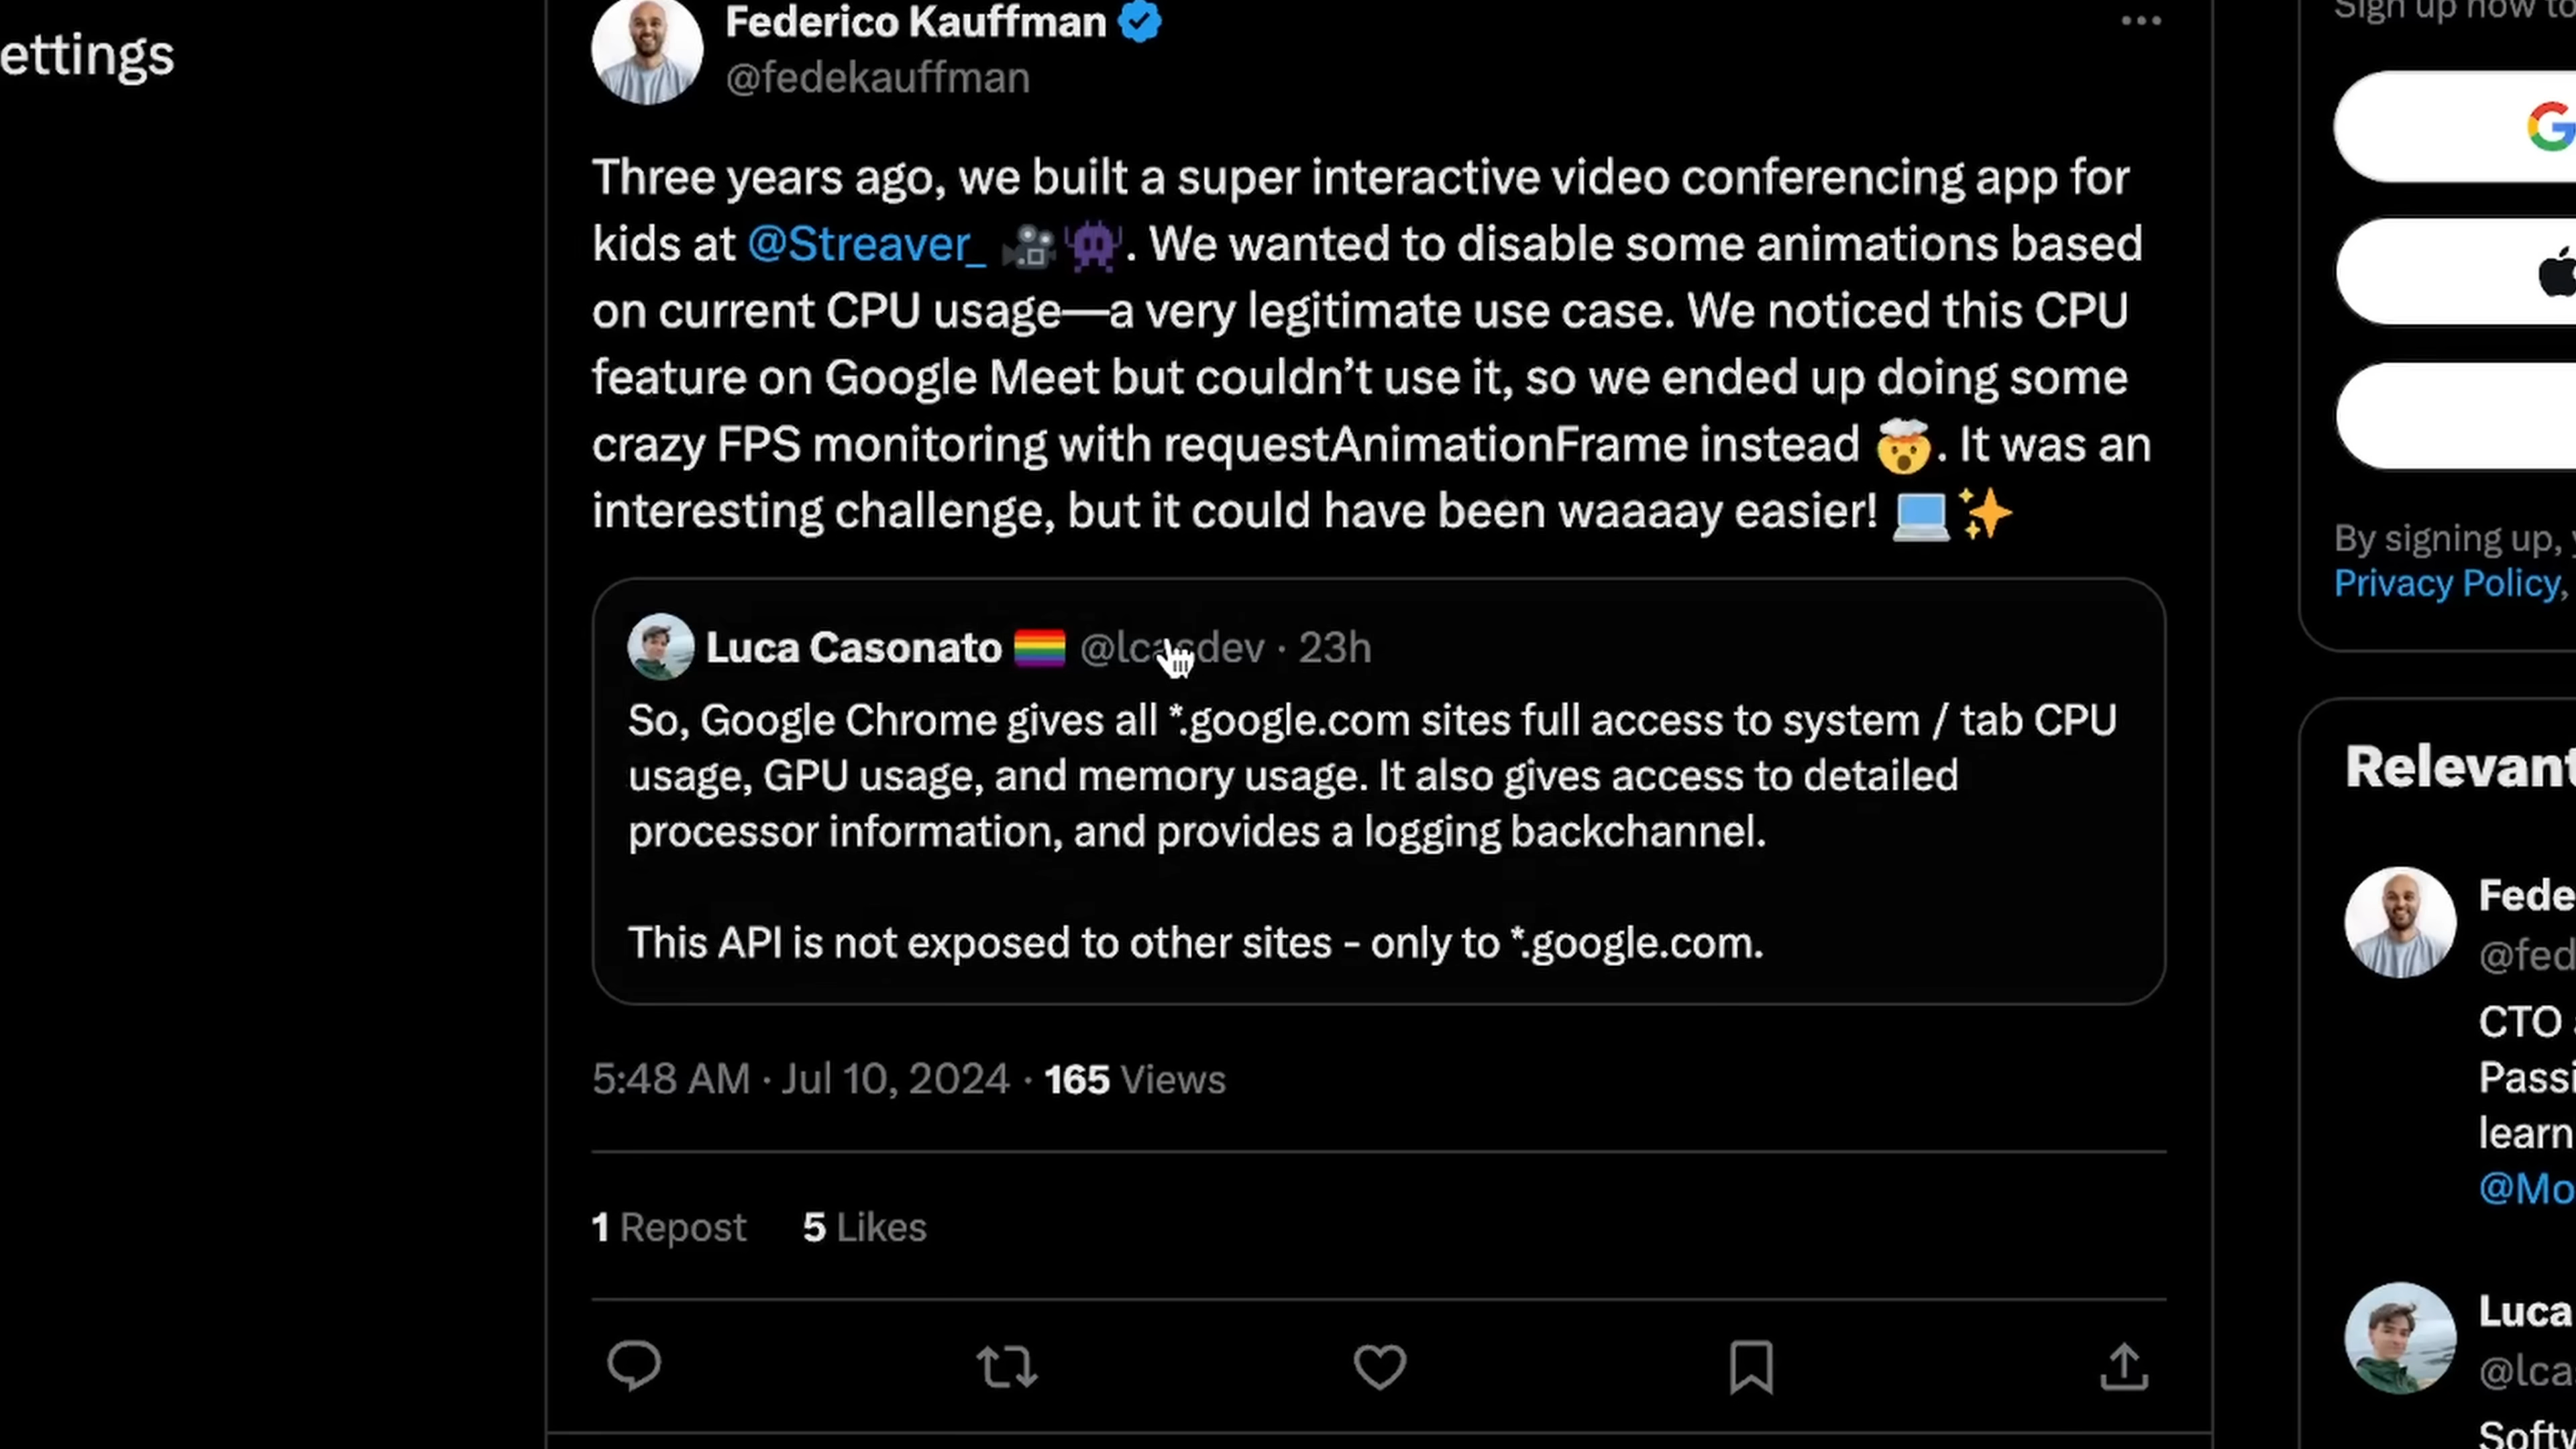 ettings
Federico Kauffman
@fedekauffman
Three years ago, we built a super interactive video conferencing app for
kids at @Streaver_ 🎥👾. We wanted to disable some animations based
on current CPU usage—a very legitimate use case. We noticed this CPU
feature on Google Meet but couldn’t use it, so we ended up doing some
crazy FPS monitoring with requestAnimationFrame instead 🤯. It was an
interesting challenge, but it could have been waaaay easier! 💻✨
Luca Casonato 🏳️‍🌈 @lcasdev · 23h
So, Google Chrome gives all *.google.com sites full access to system / tab CPU
usage, GPU usage, and memory usage. It also gives access to detailed
processor information, and provides a logging backchannel.
This API is not exposed to other sites - only to *.google.com.
5:48 AM · Jul 10, 2024 · 165 Views
1 Repost 5 Likes
Sign up now to
By signing up,
Privacy Policy,
Relevant
Fede
@fed
CTO
Passi
learn
@Mo
Luca
@lca
Softw